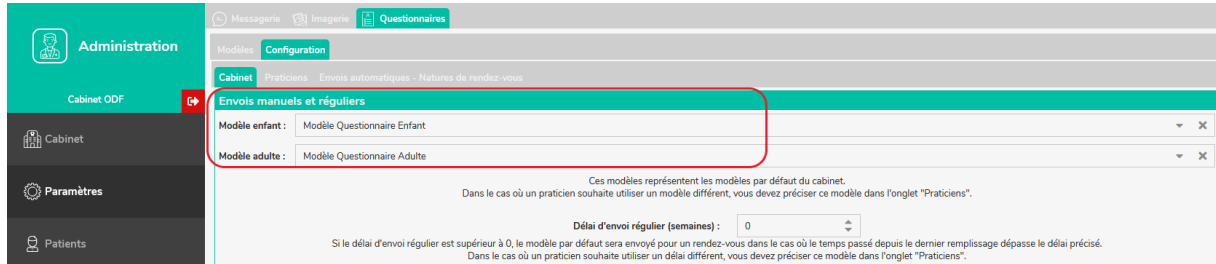 Messagerie Imagerie Questionnaires
Administration
Modèles Configuration
Cabinet Praticiens Envois automatiques - Natures de rendez-vous
Cabinet ODF
Envois manuels et réguliers
Modèle enfant : Modèle Questionnaire Enfant
Cabinet
Modèle adulte : Modèle Questionnaire Adulte
Ces modèles représentent les modèles par défaut du cabinet.
Paramètres
Dans le cas où un praticien souhaite utiliser un modèle différent, vous devez préciser ce modèle dans l'onglet "Praticiens".
Délai d'envoi régulier (semaines) : 0
Patients
Si le délai d'envoi régulier est supérieur à 0, le modèle par défaut sera envoyé pour un rendez-vous dans le cas où le temps passé depuis le dernier remplissage dépasse le délai précisé.
Dans le cas où un praticien souhaite utiliser un délai différent, vous devez préciser ce modèle dans l'onglet "Praticiens".